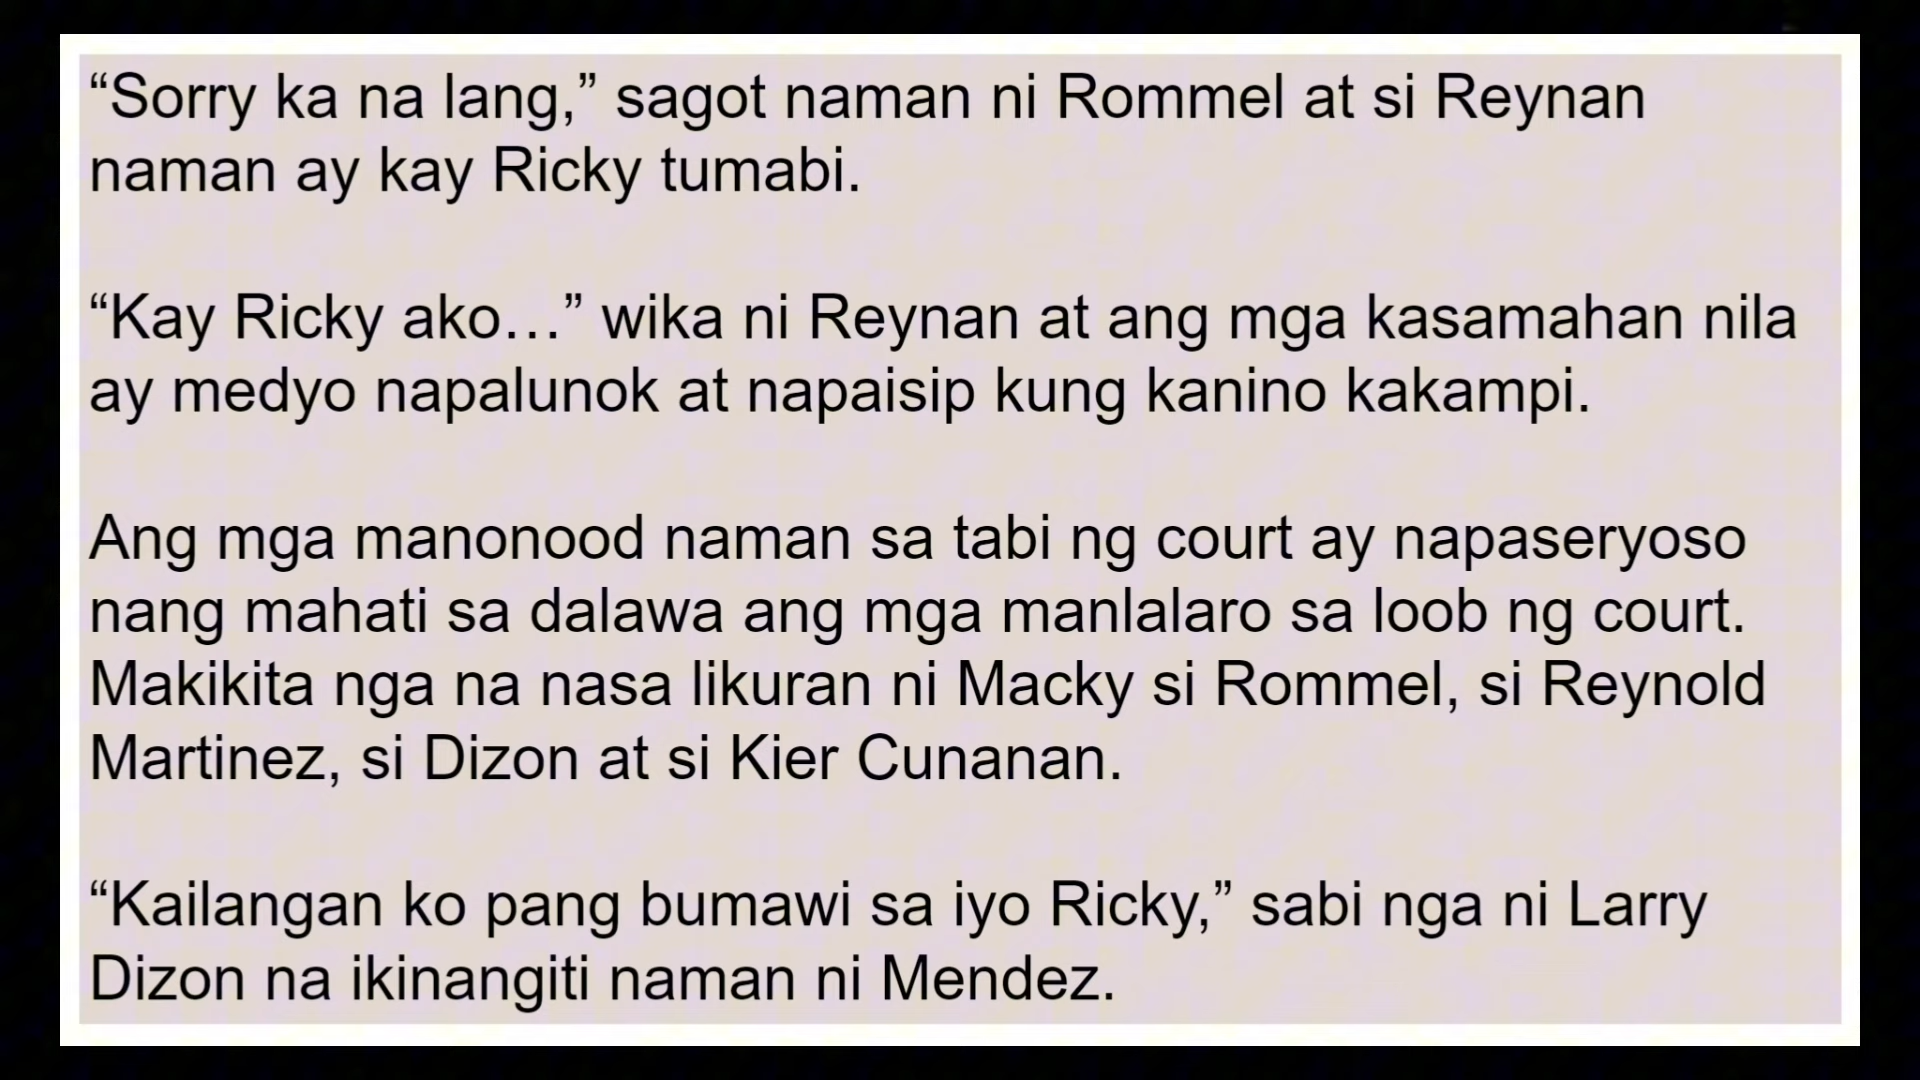 “Sorry ka na lang,” sagot naman ni Rommel at si Reynan
naman ay kay Ricky tumabi.
“Kay Ricky ako…” wika ni Reynan at ang mga kasamahan nila
ay medyo napalunok at napaisip kung kanino kakampi.
Ang mga manonood naman sa tabi ng court ay napaseryoso
nang mahati sa dalawa ang mga manlalaro sa loob ng court.
Makikita nga na nasa likuran ni Macky si Rommel, si Reynold
Martinez, si Dizon at si Kier Cunanan.
“Kailangan ko pang bumawi sa iyo Ricky,” sabi nga ni Larry
Dizon na ikinangiti naman ni Mendez.